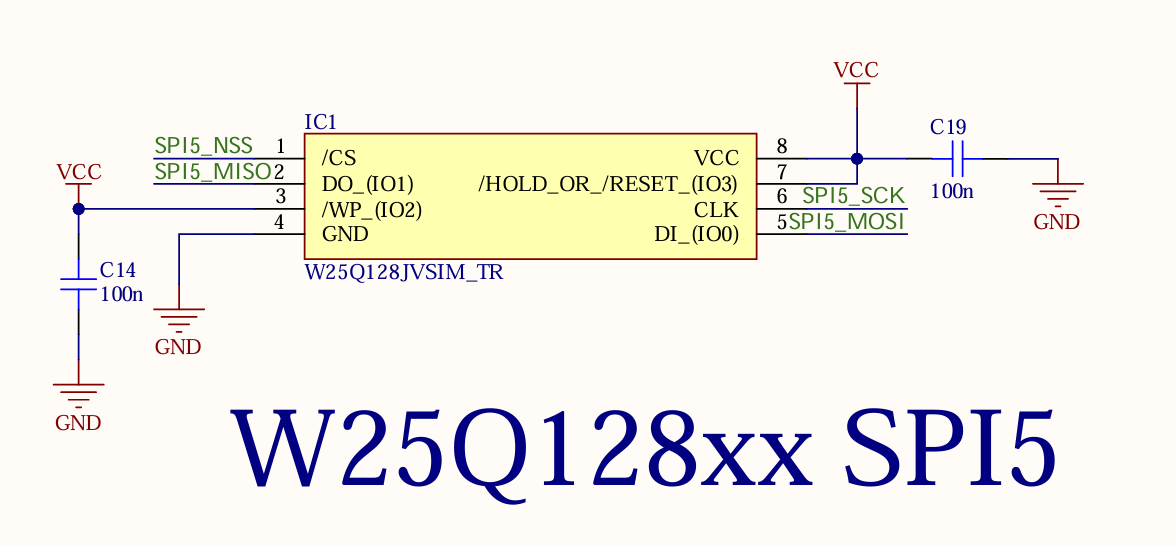 VCC
IC1
C19
SPI5_NSS 1 /CS VCC 8
100n
SPI5_MISO 2 DO_(IO1) /HOLD_OR_/RESET_(IO3) 7
VCC
3 /WP_(IO2) CLK 6 SPI5_SCK
GND
4 GND DI_(IO0) 5 SPI5_MOSI
W25Q128JVSIM_TR
C14
100n
GND
GND
W25Q128xx SPI5